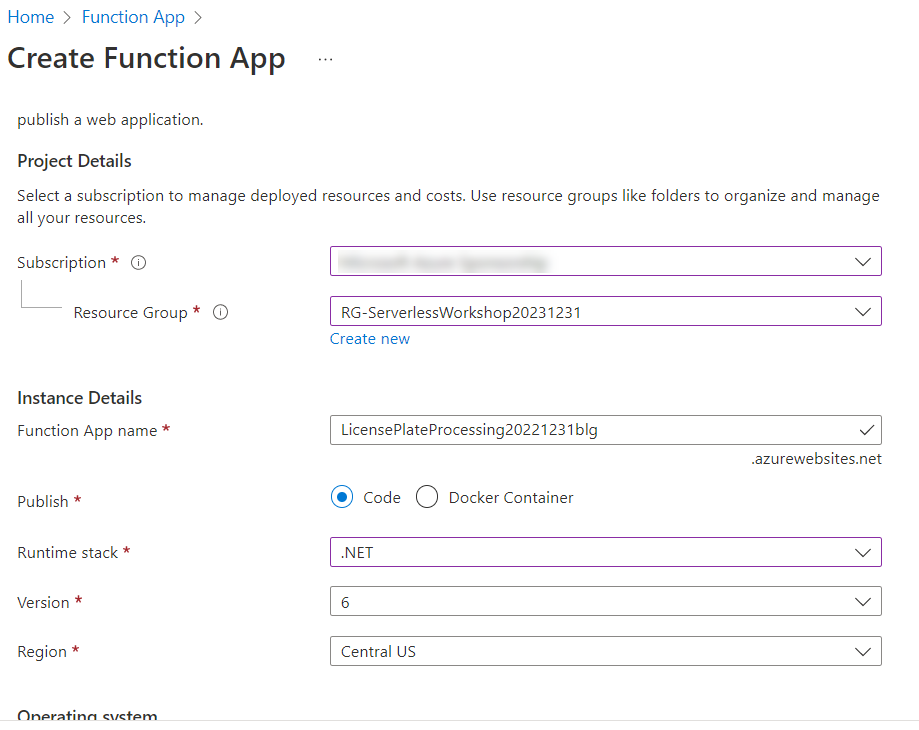 Home > Function App >
Create Function App ...
publish a web application.
Project Details
Select a subscription to manage deployed resources and costs. Use resource groups like folders to organize and manage
all your resources.
Subscription *
Resource Group *
RG-ServerlessWorkshop20231231
Create new
Instance Details
Function App name *
LicensePlateProcessing20221231blg
.azurewebsites.net
Publish *
Code
Docker Container
Runtime stack *
.NET
Version *
6
Region *
Central US
Operating system